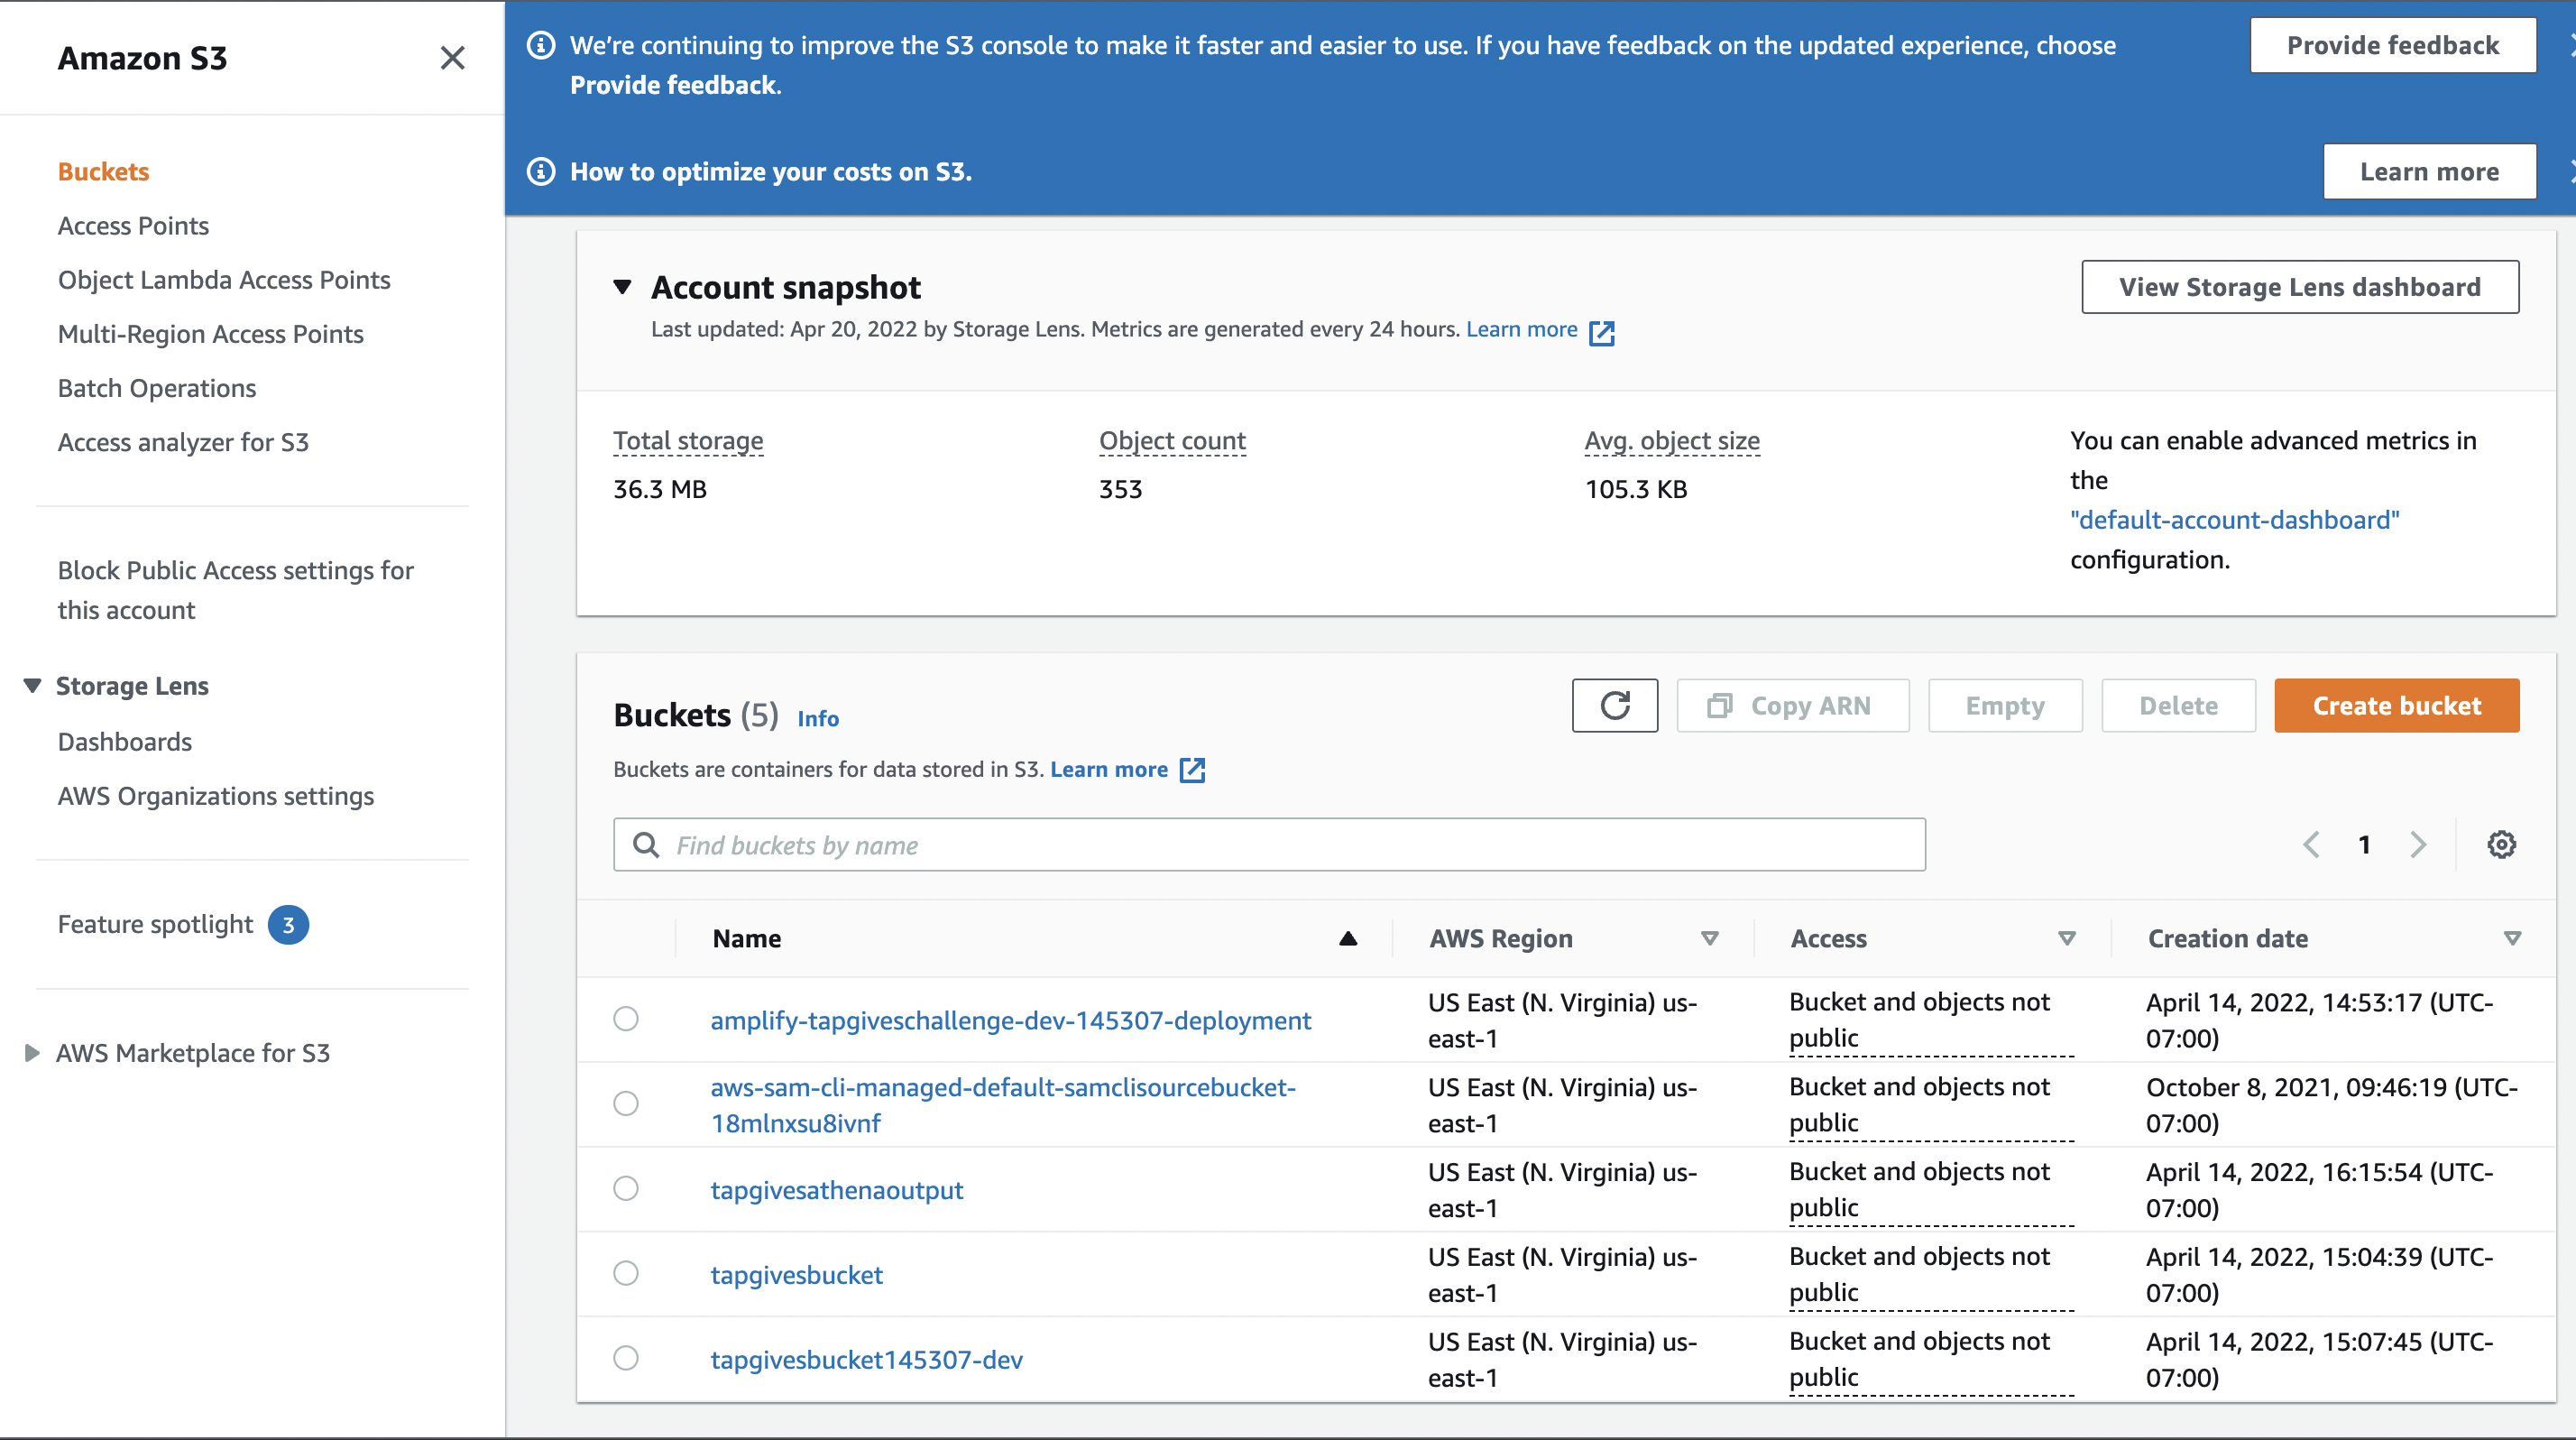 Amazon S3
Buckets
Access Points
Object Lambda Access Points
Multi-Region Access Points
Batch Operations
Access analyzer for S3
Block Public Access settings for
this account
Storage Lens
Dashboards
AWS Organizations settings
Feature spotlight 3
AWS Marketplace for S3
We’re continuing to improve the S3 console to make it faster and easier to use. If you have feedback on the updated experience, choose
Provide feedback.
Provide feedback
How to optimize your costs on S3.
Learn more
Account snapshot
Last updated: Apr 20, 2022 by Storage Lens. Metrics are generated every 24 hours. Learn more
View Storage Lens dashboard
Total storage
36.3 MB
Object count
353
Avg. object size
105.3 KB
You can enable advanced metrics in
the
"default-account-dashboard"
configuration.
Buckets (5) Info
Copy ARN
Empty
Delete
Create bucket
Buckets are containers for data stored in S3. Learn more
Find buckets by name
1
Name AWS Region Access Creation date
amplify-tapgiveschallenge-dev-145307-deployment
US East (N. Virginia) us-
east-1
Bucket and objects not
public
April 14, 2022, 14:53:17 (UTC-
07:00)
aws-sam-cli-managed-default-samclisourcebucket-
18mlnxsu8ivnf
US East (N. Virginia) us-
east-1
Bucket and objects not
public
October 8, 2021, 09:46:19 (UTC-
07:00)
tapgivesathenaoutput
US East (N. Virginia) us-
east-1
Bucket and objects not
public
April 14, 2022, 16:15:54 (UTC-
07:00)
tapgivesbucket
US East (N. Virginia) us-
east-1
Bucket and objects not
public
April 14, 2022, 15:04:39 (UTC-
07:00)
tapgivesbucket145307-dev
US East (N. Virginia) us-
east-1
Bucket and objects not
public
April 14, 2022, 15:07:45 (UTC-
07:00)